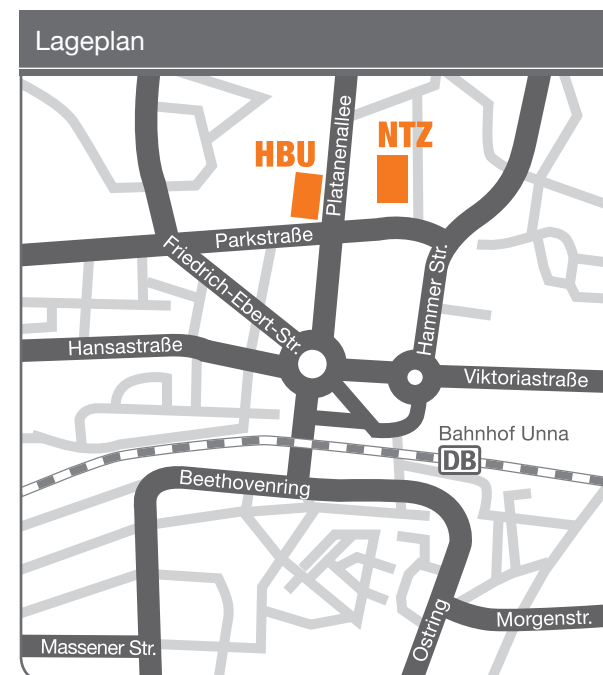 Lageplan
Platanenallee
NTZ
HBU
Parkstraße
Friedrich-Ebert-Str.
Hammer Str.
Hansastraße
Viktoriastraße
Bahnhof Unna
DB
Beethovenring
Ostring
Morgenstr.
Massener Str.